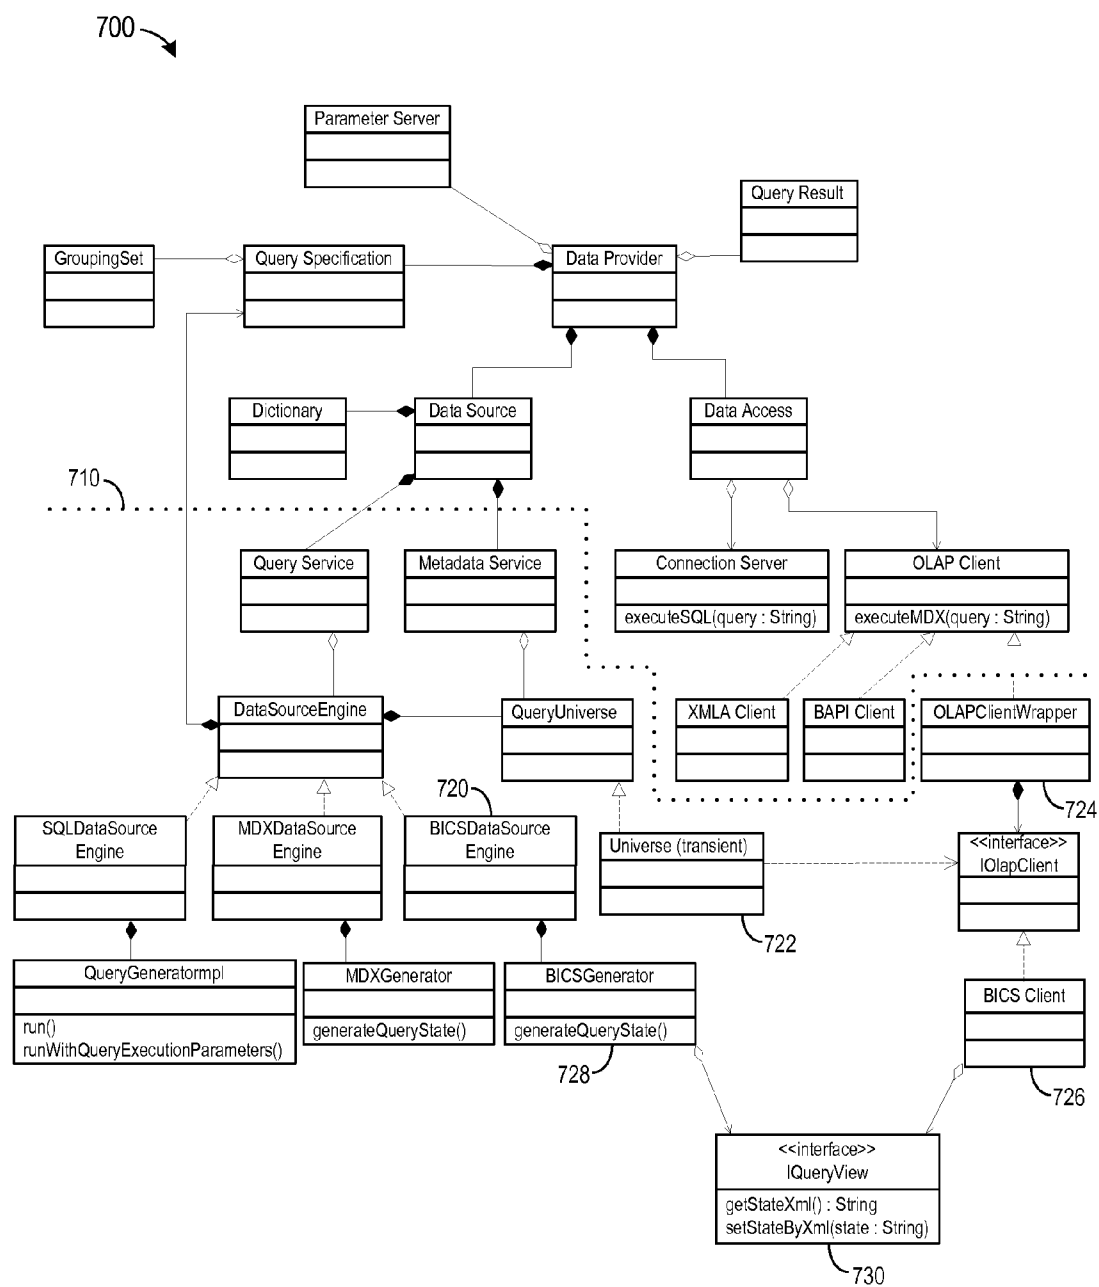 700
Parameter Server
Query Result
GroupingSet
Query Specification
Data Provider
Dictionary
Data Source
Data Access
710
Query Service
Metadata Service
Connection Server
executeSQL(query : String)
OLAP Client
executeMDX(query : String)
DataSourceEngine
QueryUniverse
XMLA Client
BAPI Client
OLAPClientWrapper
720
724
SQLDataSource
Engine
MDXDataSource
Engine
BICSDataSource
Engine
Universe (transient)
722
<<interface>>
IOlapClient
QueryGeneratormpl
run()
runWithQueryExecutionParameters()
MDXGenerator
generateQueryState()
BICSGenerator
generateQueryState()
728
BICS Client
726
<<interface>>
IQueryView
getStateXml() : String
setStateByXml(state : String)
730